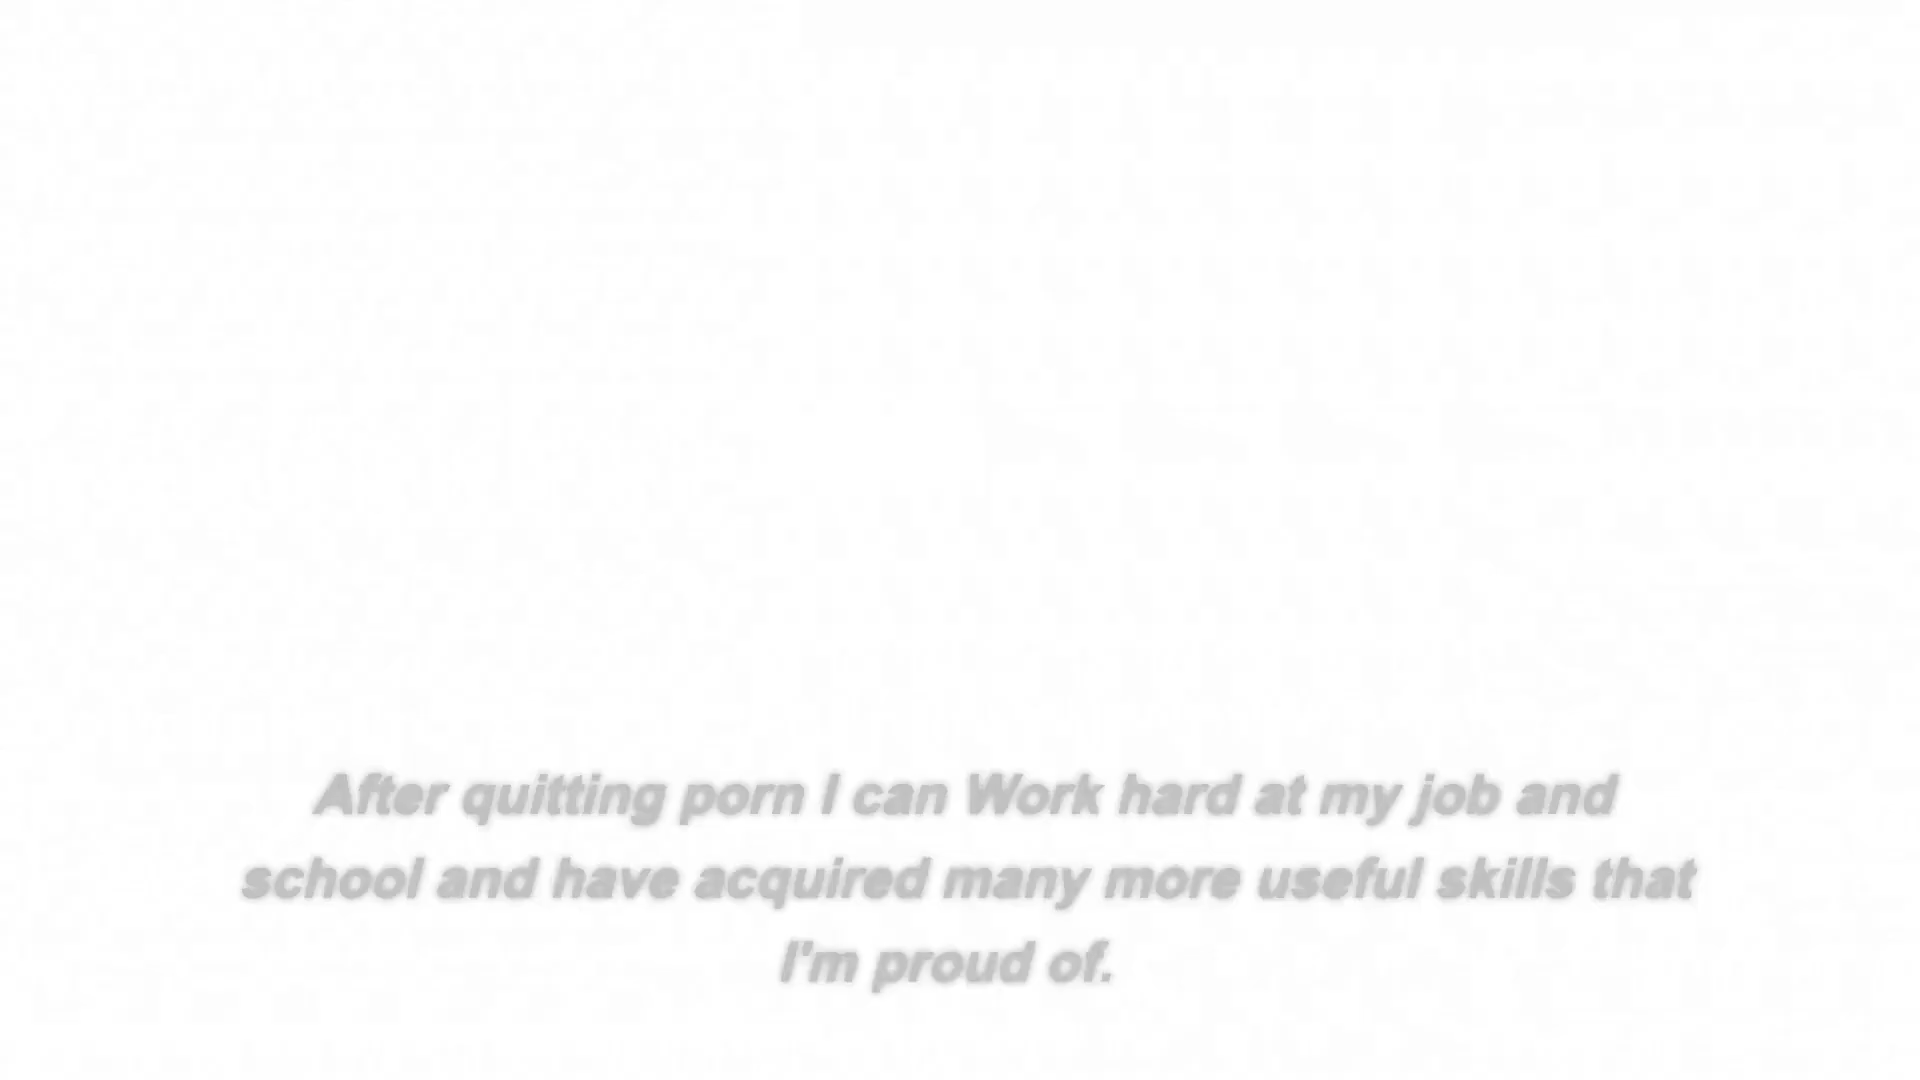 After quitting porn I can Work hard at my job and
school and have acquired many more useful skills that
I'm proud of.